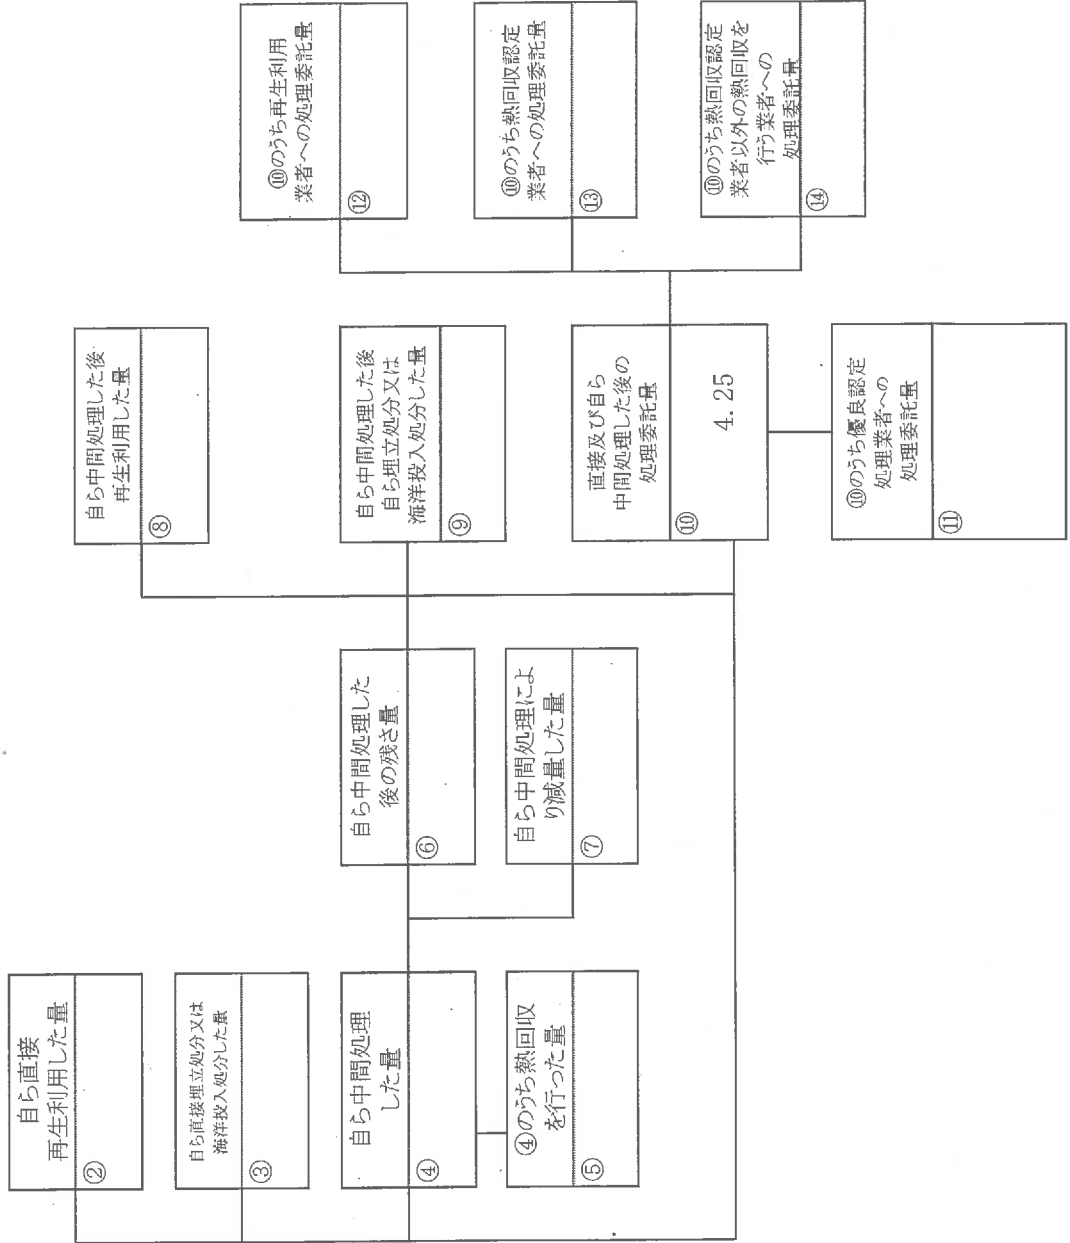 自ら直接
再生利用した量
②
自ら直接埋立処分又は
海洋投入処分した量
③
自ら中間処理
した量
④
④のうち熱回収
を行った量
⑤
自ら中間処理した
後の残さ量
⑥
自ら中間処理によ
り減量した量
⑦
自ら中間処理した後
再生利用した量
⑧
自ら中間処理した後
自ら埋立処分又は
海洋投入処分した量
⑨
直接及び自ら
中間処理した後の
処理委託量
⑩
4.25
⑩のうち優良認定
処理業者への
処理委託量
⑪
⑩のうち再生利用
業者への処理委託量
⑫
⑩のうち熱回収認定
業者への処理委託量
⑬
⑩のうち熱回収認定
業者以外の熱回収を
行う業者への
処理委託量
⑭